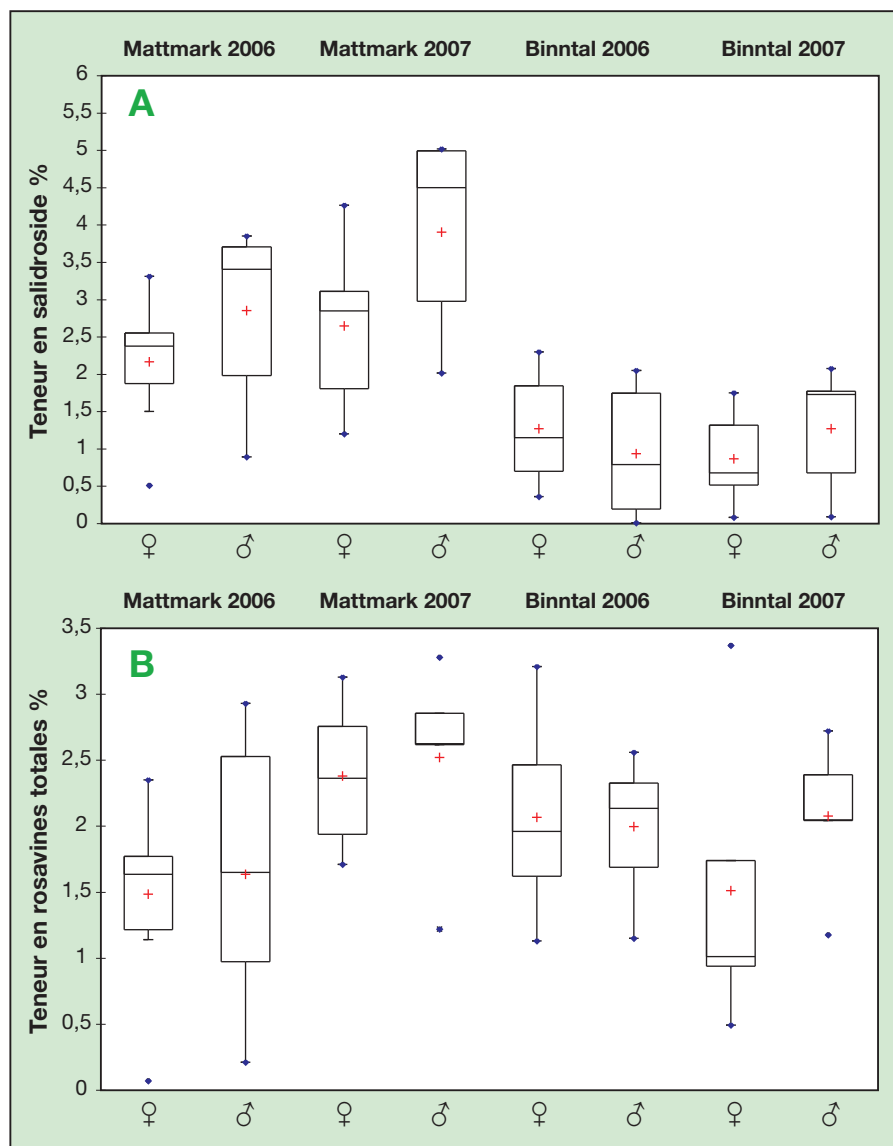 Mattmark 2006 Mattmark 2007 Binntal 2006 Binntal 2007
A
Teneur en salidroside %
6
5,5
5
4,5
4
3,5
3
2,5
2
1,5
1
0,5
0
♀ ♂ ♀ ♂ ♀ ♂ ♀ ♂
Mattmark 2006 Mattmark 2007 Binntal 2006 Binntal 2007
B
Teneur en rosavines totales %
3,5
3
2,5
2
1,5
1
0,5
0
♀ ♂ ♀ ♂ ♀ ♂ ♀ ♂